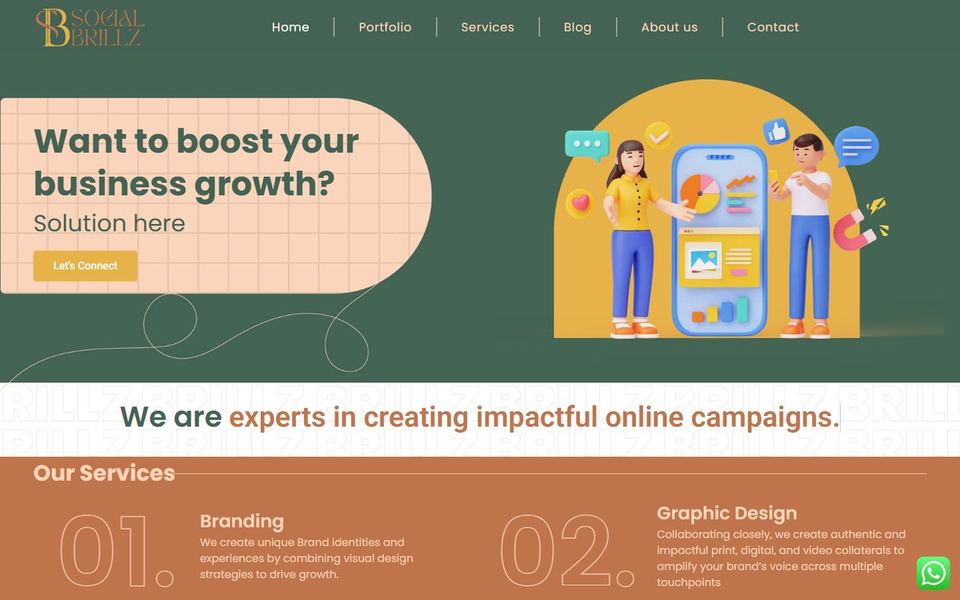 SOCIAL
BRILLZ
Home
Portfolio
Services
Blog
About us
Contact
Want to boost your
business growth?
Solution here
Let's Connect
We are experts in creating impactful online campaigns.
Our Services
01.
Branding
We create unique Brand identities and
experiences by combining visual design
strategies to drive growth.
02.
Graphic Design
Collaborating closely, we create authentic and
impactful print, digital, and video collaterals to
amplify your brand's voice across multiple
touchpoints